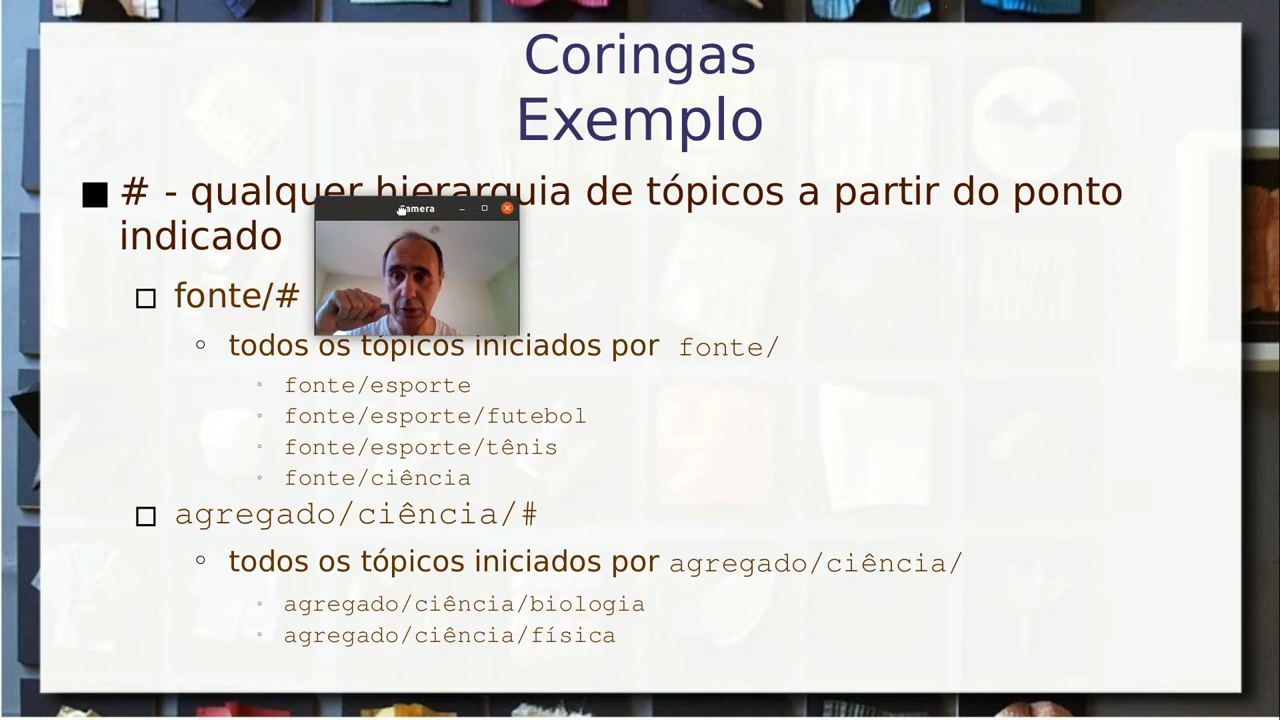 Coringas
Exemplo
# - qualquer hierarquia de tópicos a partir do ponto
indicado
Camera
fonte/#
todos os tópicos iniciados por fonte/
fonte/esporte
fonte/esporte/futebol
fonte/esporte/tênis
fonte/ciência
agregado/ciência/#
todos os tópicos iniciados por agregado/ciência/
agregado/ciência/biologia
agregado/ciência/física